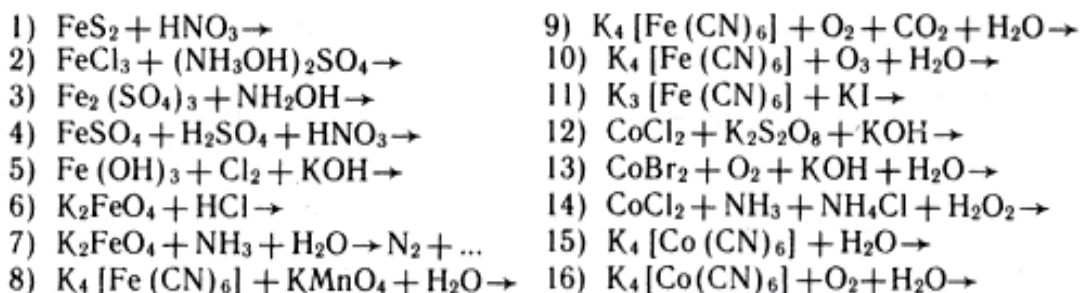 1) FeS₂ + HNO₃→
2) FeCl₃ + (NH₃OH)₂SO₄→
3) Fe₂ (SO₄)₃ + NH₂OH→
4) FeSO₄ + H₂SO₄ + HNO₃→
5) Fe (OH)₃ + Cl₂ + KOH→
6) K₂FeO₄ + HCl→
7) K₂FeO₄ + NH₃ + H₂O→N₂ + ...
8) K₄ [Fe (CN)₆] + KMnO₄ + H₂O→
9) K₄ [Fe (CN)₆] + O₂ + CO₂ + H₂O→
10) K₄ [Fe (CN)₆] + O₃ + H₂O→
11) K₃ [Fe (CN)₆] + KI→
12) CoCl₂ + K₂S₂O₈ + KOH→
13) CoBr₂ + O₂ + KOH + H₂O→
14) CoCl₂ + NH₃ + NH₄Cl + H₂O₂→
15) K₄ [Co (CN)₆] + H₂O→
16) K₄[Co(CN)₆] + O₂ + H₂O→